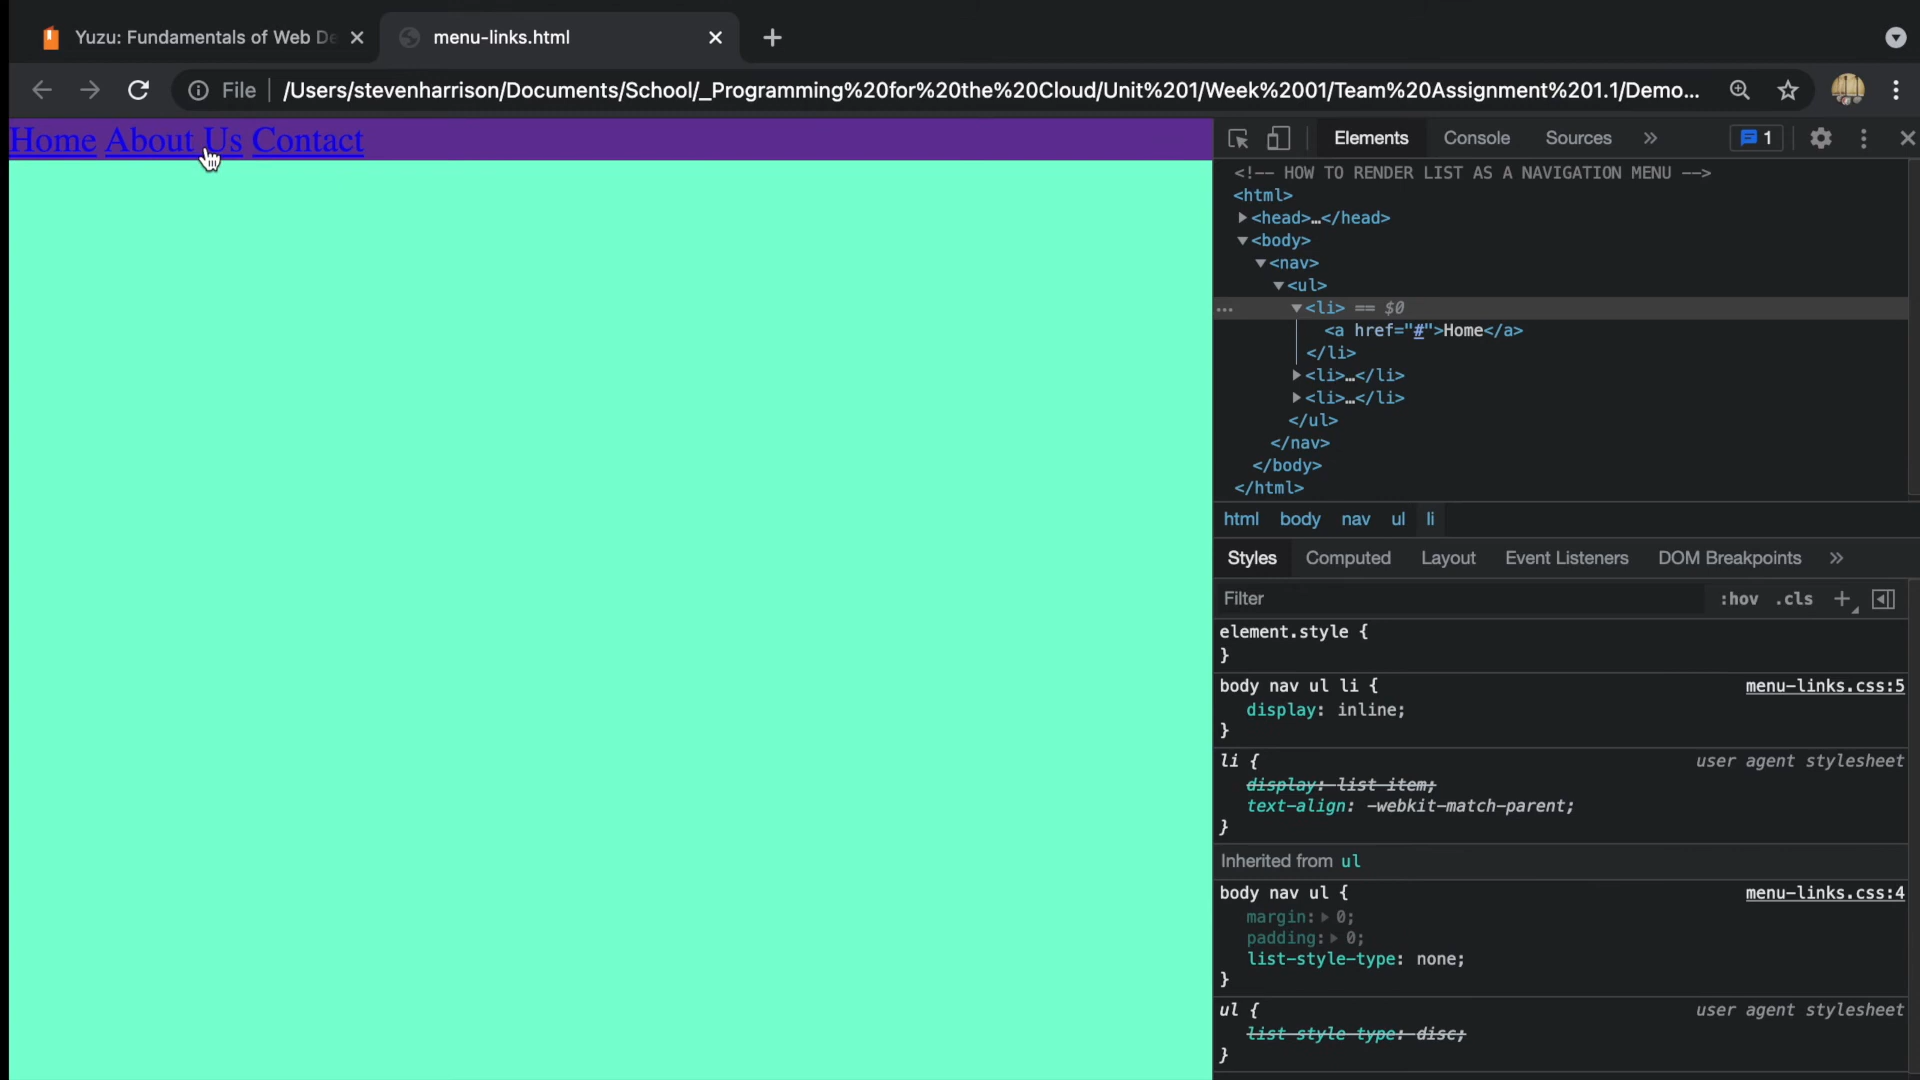 Yuzu: Fundamentals of Web De
menu-links.html
File
/Users/stevenharrison/Documents/School/_Programming%20for%20the%20Cloud/Unit%201/Week%2001/Team%20Assignment%201.1/Demo...
Home About Us Contact
Elements Console Sources » 1
<!-- HOW TO RENDER LIST AS A NAVIGATION MENU -->
<html>
<head>…</head>
<body>
<nav>
<ul>
… <li> == $0
<a href="#">Home</a>
</li>
<li>…</li>
<li>…</li>
</ul>
</nav>
</body>
</html>
html body nav ul li
Styles Computed Layout Event Listeners DOM Breakpoints »
Filter :hov .cls +
element.style {
}
body nav ul li { menu-links.css:5
display: inline;
}
li { user agent stylesheet
display: list-item;
text-align: -webkit-match-parent;
}
Inherited from ul
body nav ul { menu-links.css:4
margin: 0;
padding: 0;
list-style-type: none;
}
ul { user agent stylesheet
list-style-type: disc;
}